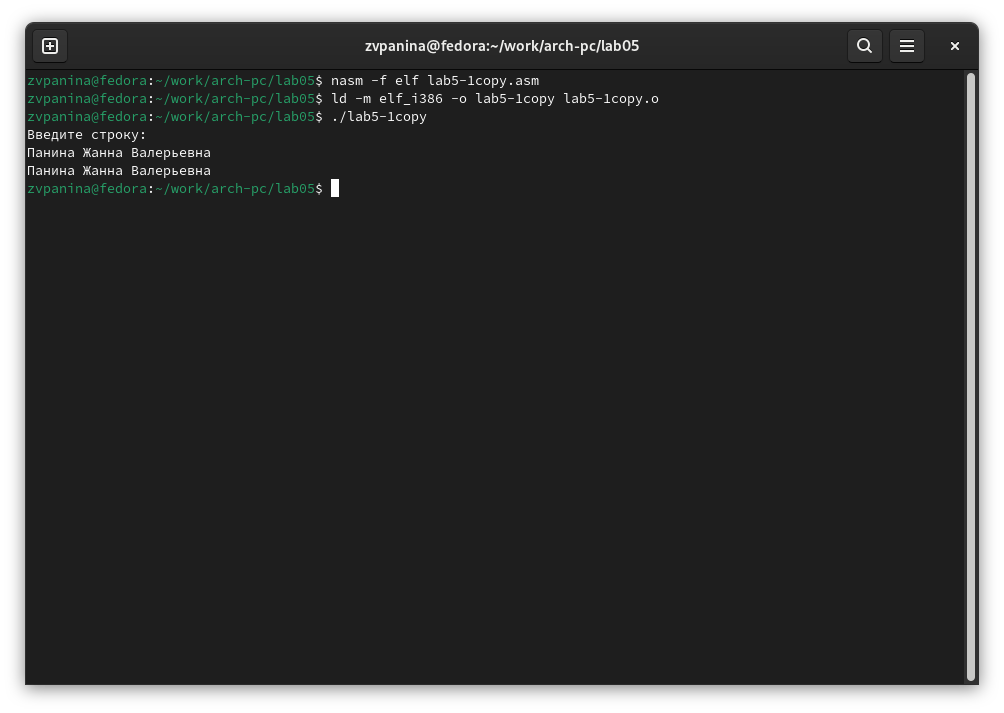 zvpanina@fedora:~/work/arch-pc/lab05
zvpanina@fedora:~/work/arch-pc/lab05$ nasm -f elf lab5-1copy.asm
zvpanina@fedora:~/work/arch-pc/lab05$ ld -m elf_i386 -o lab5-1copy lab5-1copy.o
zvpanina@fedora:~/work/arch-pc/lab05$ ./lab5-1copy
Введите строку:
Панина Жанна Валерьевна
Панина Жанна Валерьевна
zvpanina@fedora:~/work/arch-pc/lab05$